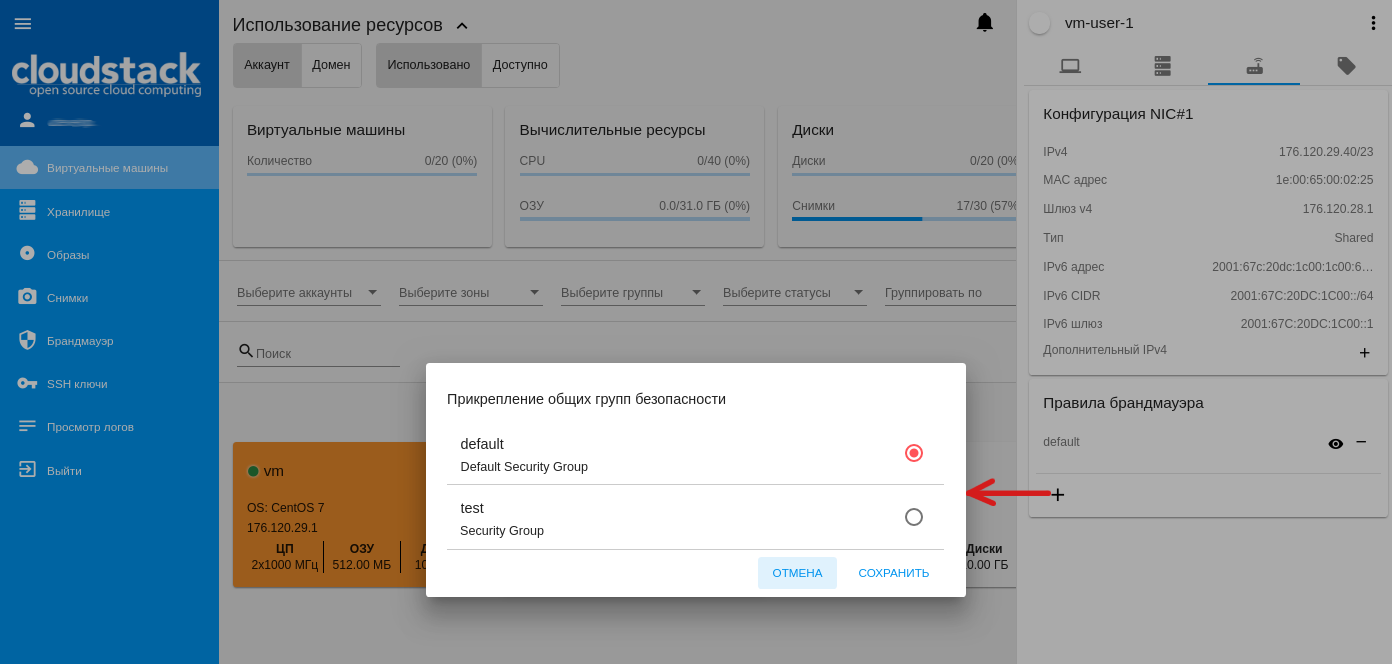 cloudstack
open source cloud computing
Виртуальные машины
Хранилище
Образы
Снимки
Брандмауэр
SSH ключи
Просмотр логов
Выйти
Использование ресурсов
Аккаунт Домен Использовано Доступно
Виртуальные машины
Количество 0/20 (0%)
Вычислительные ресурсы
CPU 0/40 (0%)
ОЗУ 0.0/31.0 ГБ (0%)
Диски
Диски 0/20 (0%
Снимки 17/30 (57%
Выберите аккаунты Выберите зоны Выберите группы Выберите статусы Группировать по
Поиск
vm
OS: CentOS 7
176.120.29.1
ЦП ОЗУ
2x1000 МГц 512.00 МБ 10
Диски
0.00 ГБ
Прикрепление общих групп безопасности
default
Default Security Group
test
Security Group
ОТМЕНА СОХРАНИТЬ
vm-user-1
Конфигурация NIC#1
IPv4 176.120.29.40/23
MAC адрес 1e:00:65:00:02:25
Шлюз v4 176.120.28.1
Тип Shared
IPv6 адрес 2001:67c:20dc:1c00:1c00:6…
IPv6 CIDR 2001:67C:20DC:1C00::/64
IPv6 шлюз 2001:67C:20DC:1C00::1
Дополнительный IPv4 +
Правила брандмауэра
default −
+